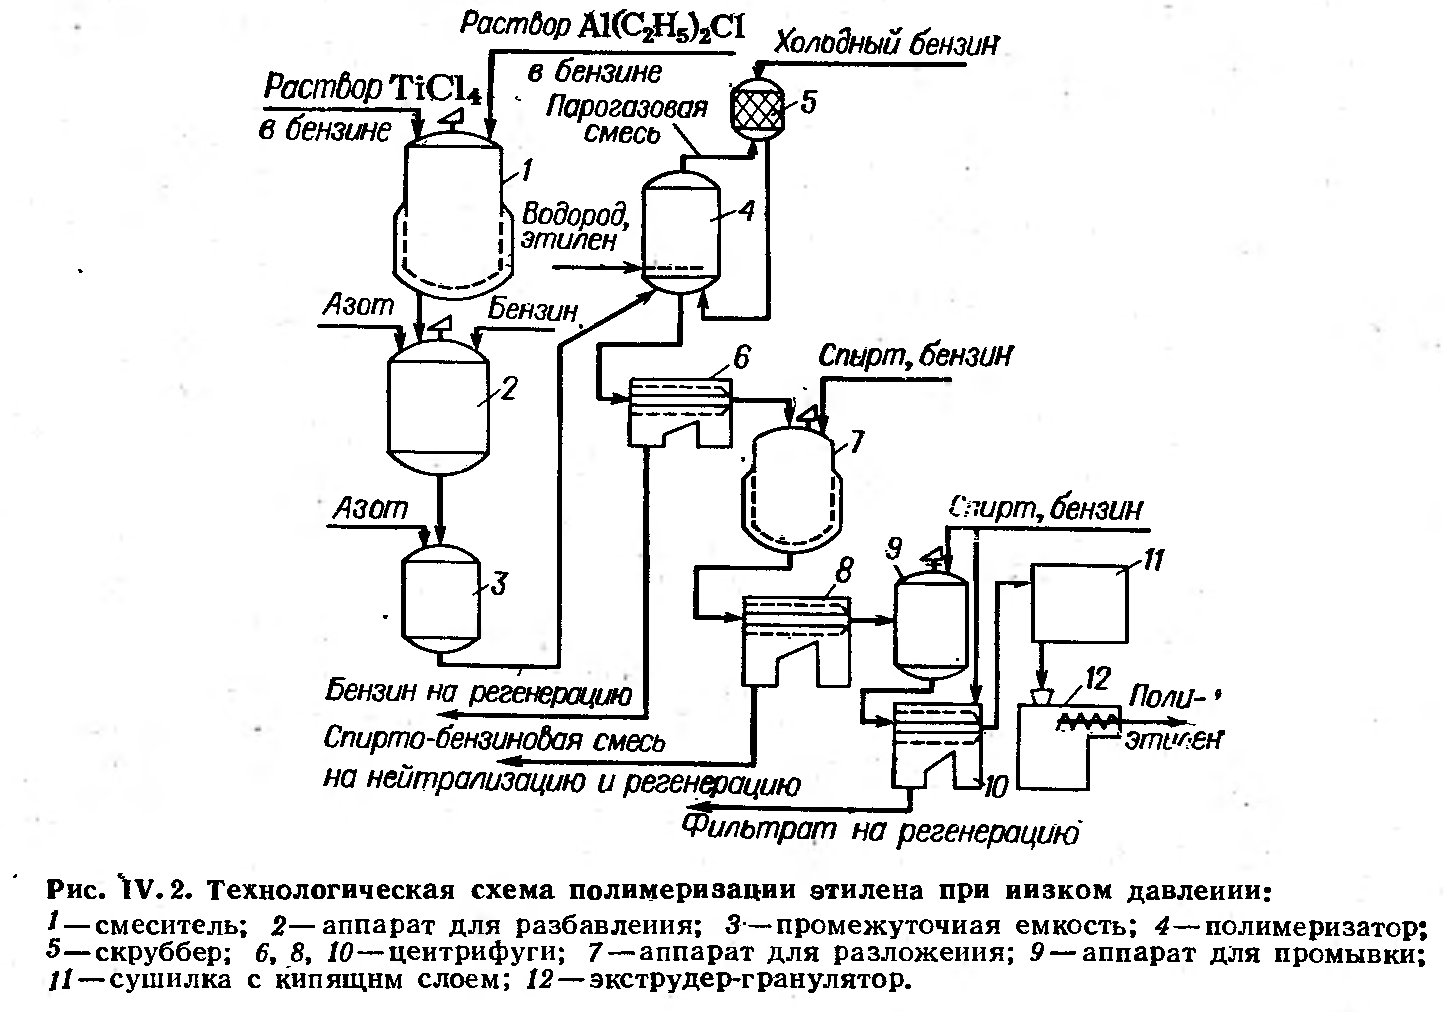 Раствор Al(C₂H₅)₂Cl
в бензине
Холодный бензин
Раствор TiCl₄
в бензине
Парогазовая
смесь
5
1
Водород,
этилен
4
Азот
Бензин
2
6
Спирт, бензин
7
Азот
3
Спирт, бензин
8
9
11
Бензин на регенерацию
12
Поли-
этилен
Спирто-бензиновая смесь
на нейтрализацию и регенерацию
10
Фильтрат на регенерацию
Рис. IV. 2. Технологическая схема полимеризации этилена при низком давлении:
1 — смеситель; 2 — аппарат для разбавления; 3 — промежуточная емкость; 4 — полимеризатор;
5 — скруббер; 6, 8, 10 — центрифуги; 7 — аппарат для разложения; 9 — аппарат для промывки;
11 — сушилка с кипящим слоем; 12 — экструдер-гранулятор.